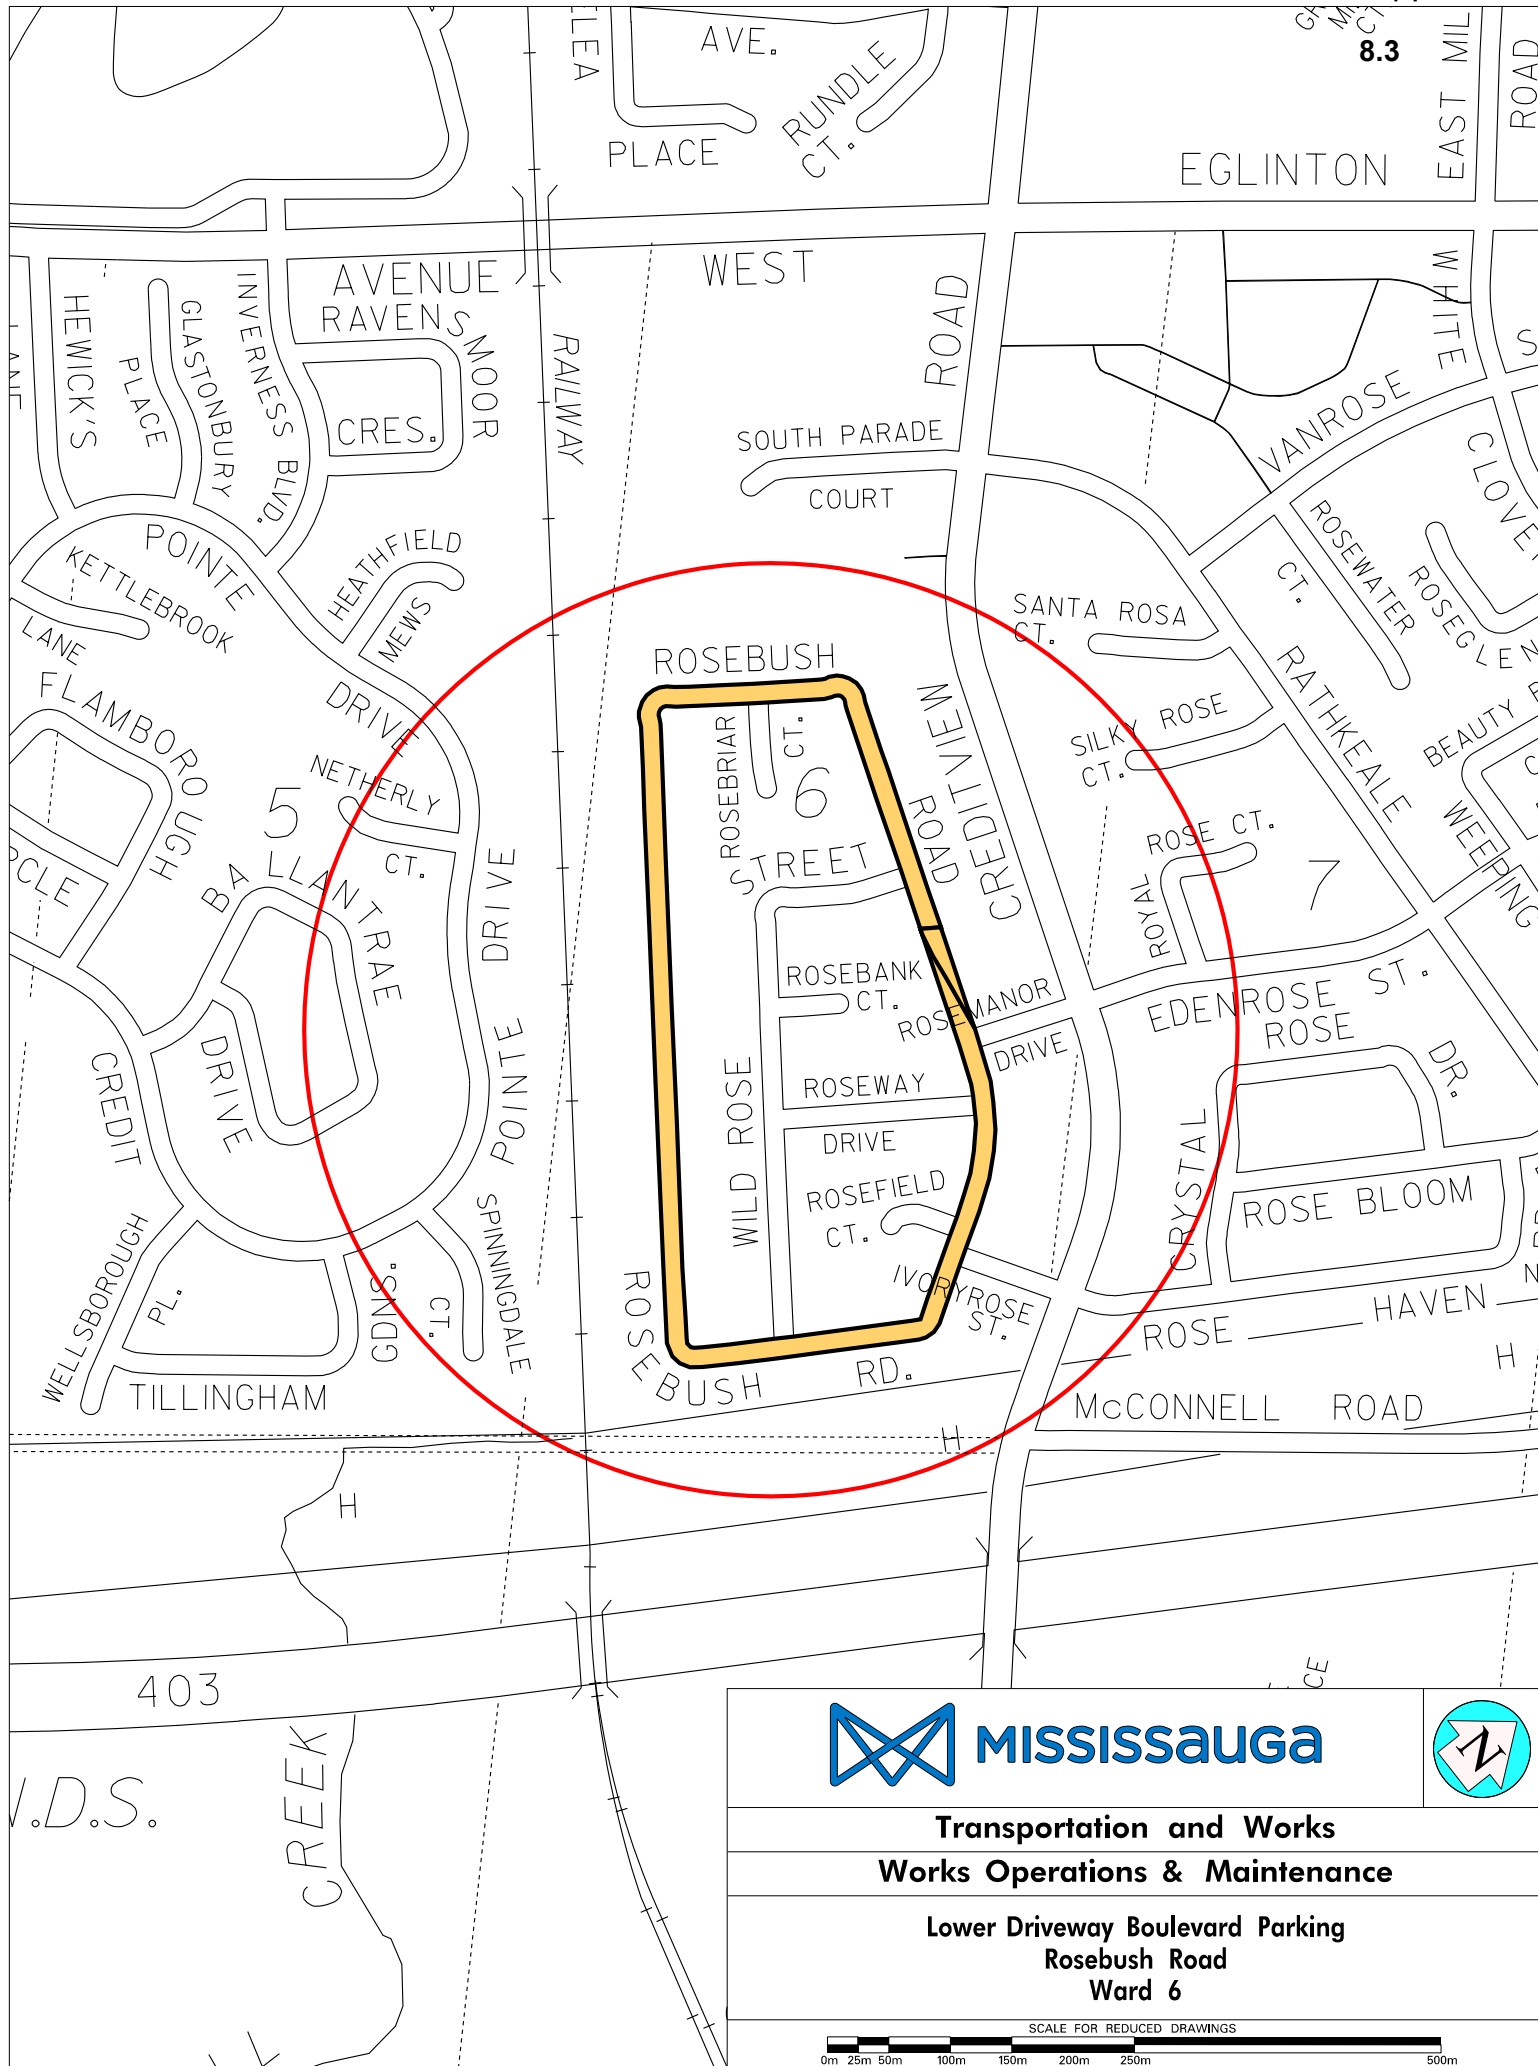 8.3
AVE.
PLACE
RUNDLE
CT.
EGLINTON
EAST MIL
ROAD
AVENUE
WEST
RAVENSMOOR
CRES.
HEWICK'S
GLASTONBURY
PLACE
INVERNESS BLVD.
RAILWAY
ROAD
WHITE
VANROSE
SOUTH PARADE
COURT
POINTE
KETTLEBROOK
LANE
HEATHFIELD
MEWS
ROSEWATER
CT.
ROSEGLEN
CLOVE
SANTA ROSA
CT.
ROSEBUSH
FLAMBOROUGH
DRIVE
NETHERLY
CT.
ROSEBRIAR
CT.
CREDITVIEW
ROAD
SILKY ROSE
CT.
RATHKEALE
BEAUTY
WEEPING
5
6
7
ROSE CT.
ROYAL
STREET
BALLANTRAE
DRIVE
RCLE
DRIVE
POINTE
ROSEBANK
CT.
ROSEMANOR
DRIVE
EDENROSE ST.
ROSE
DR.
CREDIT
WILD ROSE
ROSEWAY
DRIVE
ROSEFIELD
CT.
CRYSTAL
ROSE BLOOM
WELLSBOROUGH
PL.
GDNS.
CT.
SPINNINGDALE
IVORYROSE
ST.
ROSE
HAVEN
ROSEBUSH
RD.
TILLINGHAM
McCONNELL ROAD
H
H
H
403
CREEK
.D.S.
CE
MISSISSauGa
N
Transportation and Works
Works Operations & Maintenance
Lower Driveway Boulevard Parking
Rosebush Road
Ward 6
SCALE FOR REDUCED DRAWINGS
0m 25m 50m 100m 150m 200m 250m 500m